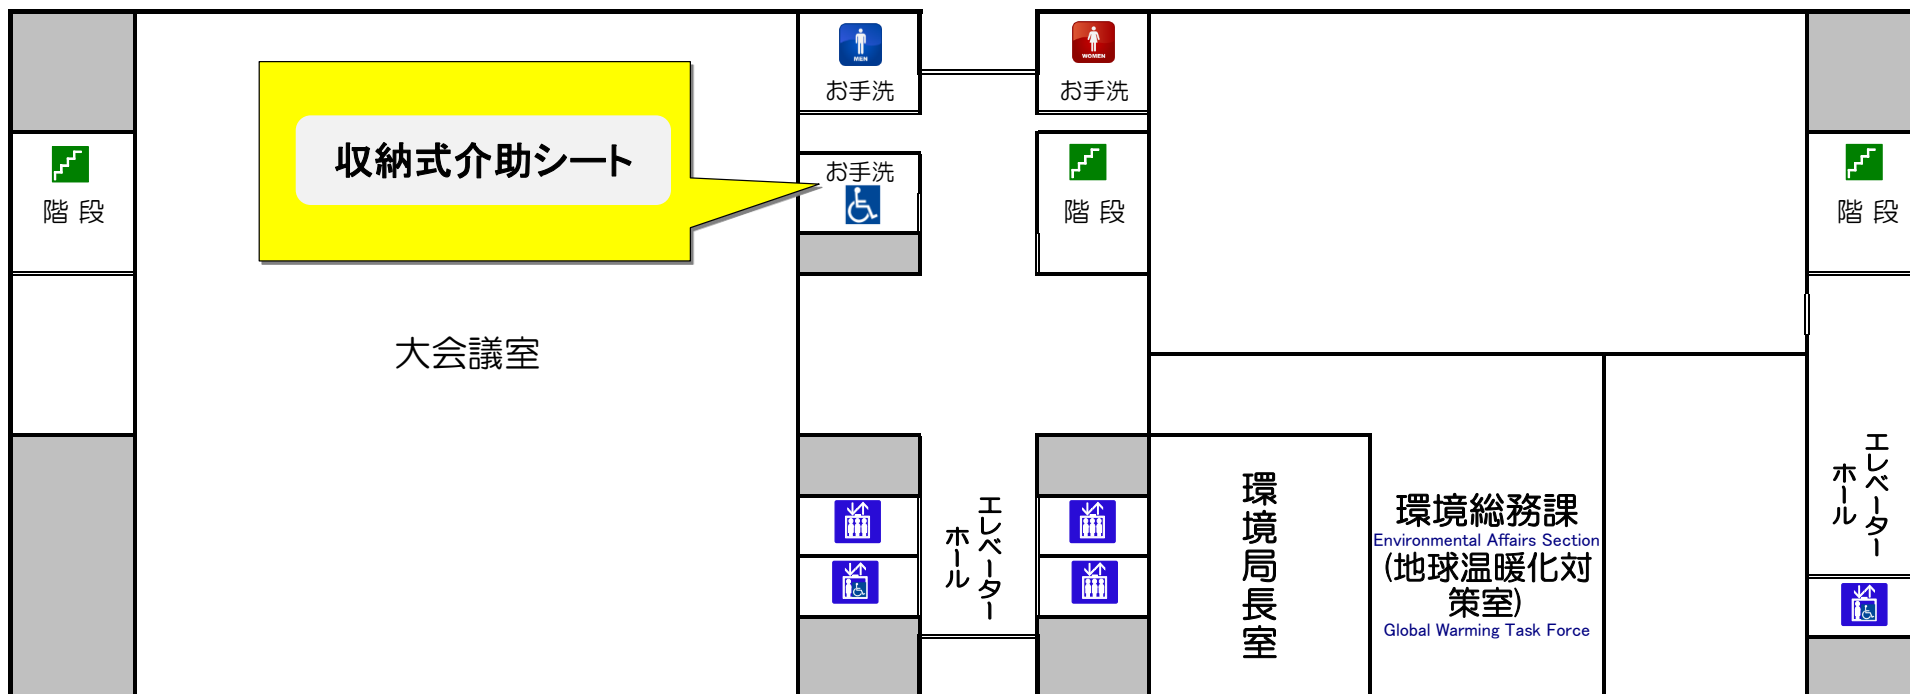 MEN
お手洗
WOMEN
お手洗
収納式介助シート
お手洗
階 段
階 段
階 段
大会議室
エレベーター
ホール
環境局長室
環境総務課
Environmental Affairs Section
(地球温暖化対
策室)
Global Warming Task Force
エレベーター
ホール